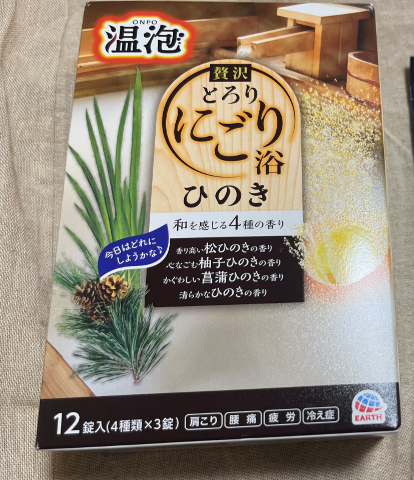 ONPO
温泡
贅沢
とろり
にごり
浴
ひのき
和を感じる4種の香り
今日はどれに
しようかな♪
香り高い松ひのきの香り
心なごむ柚子ひのきの香り
かぐわしい菖蒲ひのきの香り
清らかなひのきの香り
12錠入(4種類×3錠) 肩こり 腰痛 疲労 冷え症
EARTH